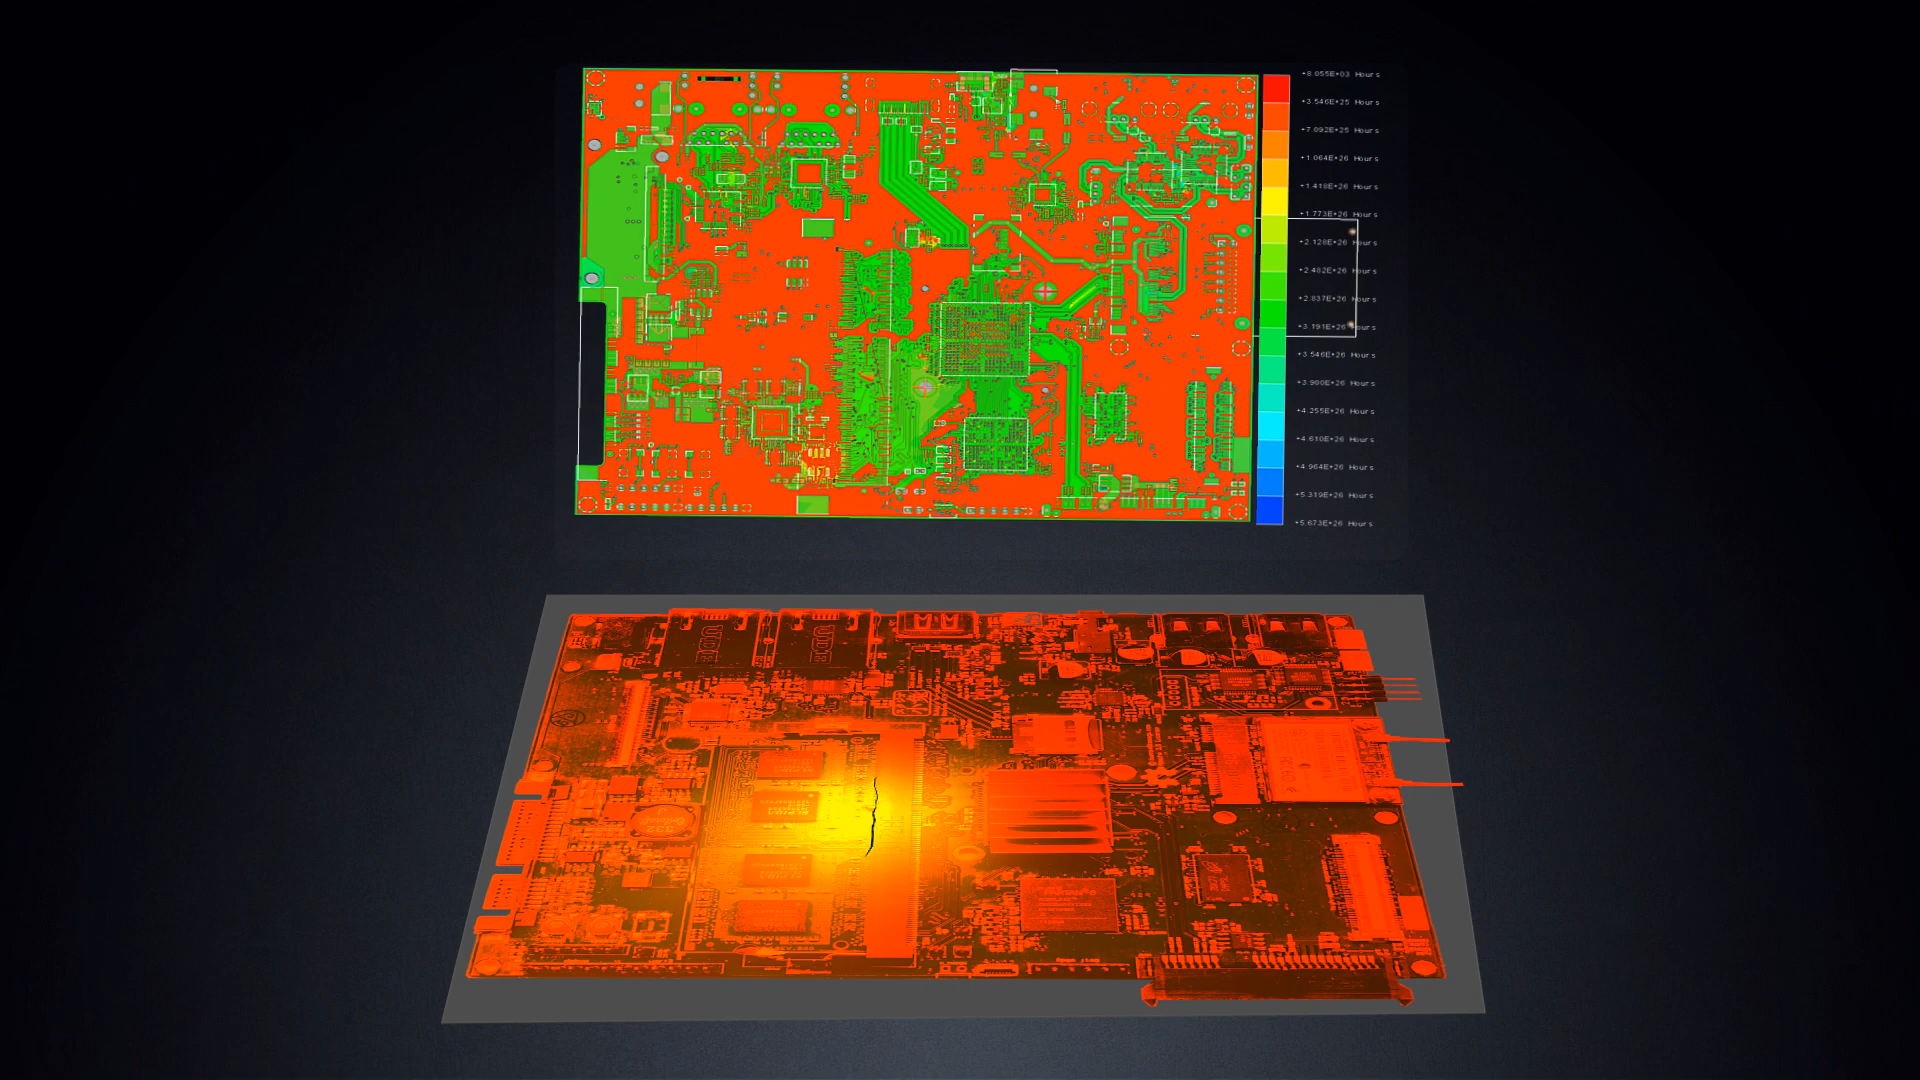 +8.055E+03 Hours
+3.546E+25 Hours
+7.092E+25 Hours
+1.064E+26 Hours
+1.418E+26 Hours
+1.773E+26 Hours
+2.128E+26 Hours
+2.482E+26 Hours
+2.837E+26 Hours
+3.191E+26 Hours
+3.546E+26 Hours
+3.900E+26 Hours
+4.255E+26 Hours
+4.610E+26 Hours
+4.964E+26 Hours
+5.319E+26 Hours
+5.673E+26 Hours
UDE
UDE
332